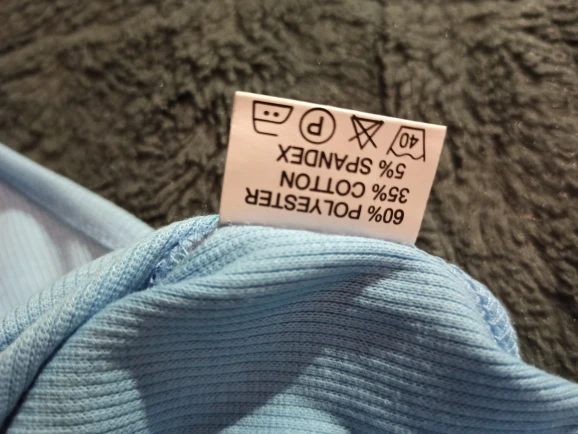 60% POLYESTER
35% COTTON
5% SPANDEX
40 P